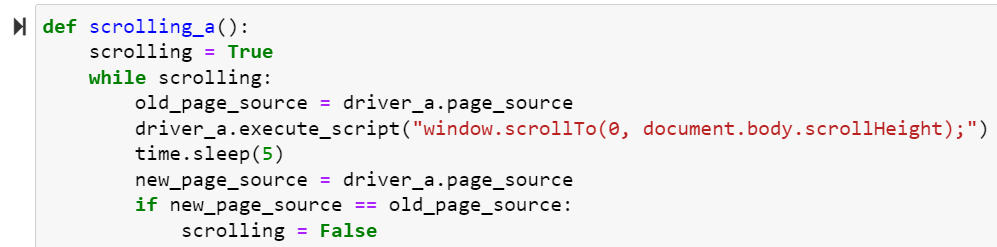 def scrolling_a():
    scrolling = True
    while scrolling:
        old_page_source = driver_a.page_source
        driver_a.execute_script("window.scrollTo(0, document.body.scrollHeight);")
        time.sleep(5)
        new_page_source = driver_a.page_source
        if new_page_source == old_page_source:
            scrolling = False